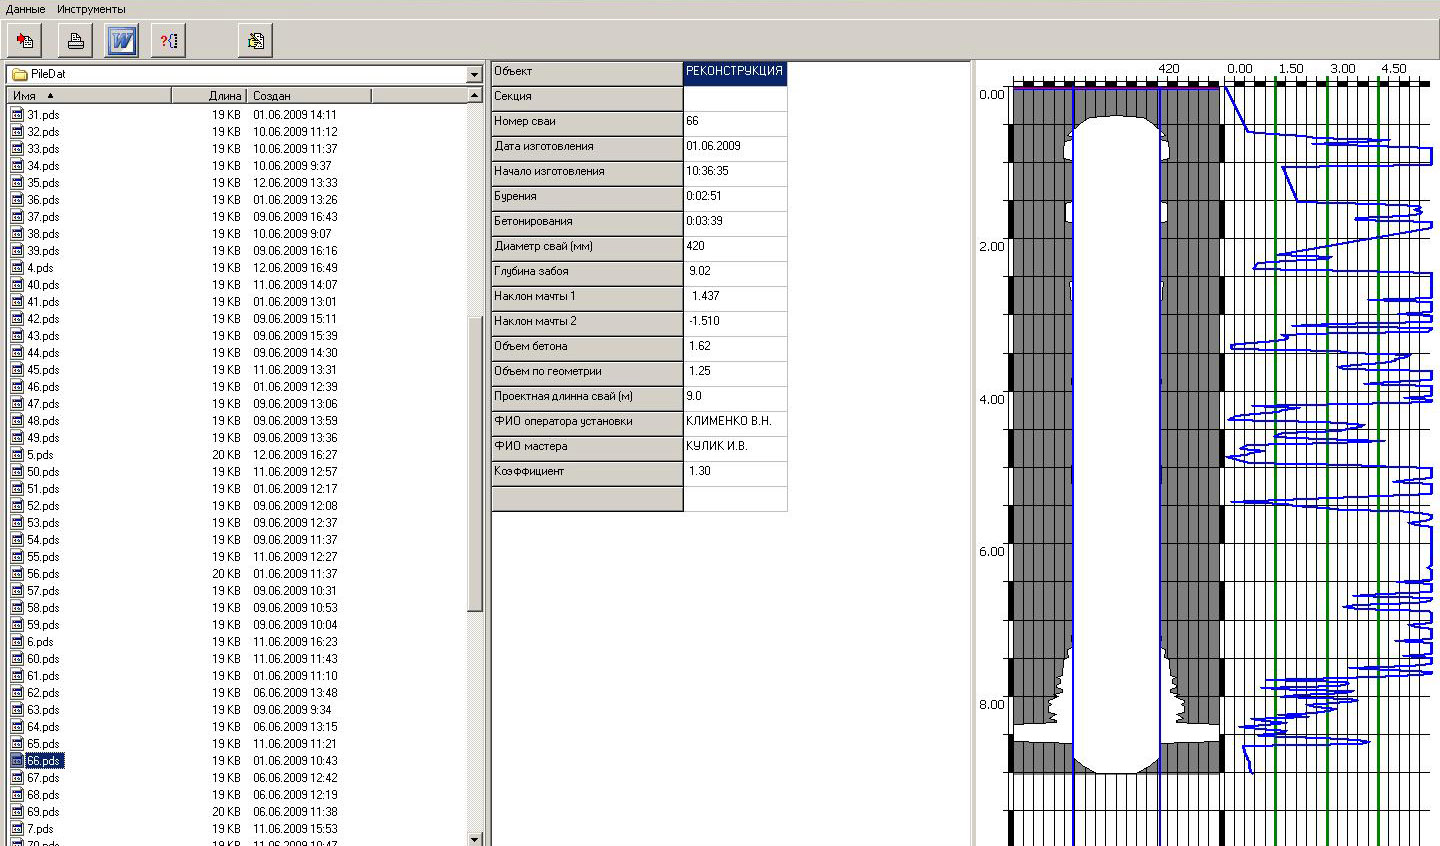 Данные Инструменты
PileDat
Имя Длина Создан
31.pds 19 KB 01.06.2009 14:11
32.pds 19 KB 10.06.2009 11:12
33.pds 19 KB 10.06.2009 11:37
34.pds 19 KB 10.06.2009 9:37
35.pds 19 KB 12.06.2009 13:33
36.pds 19 KB 01.06.2009 13:26
37.pds 19 KB 09.06.2009 16:43
38.pds 19 KB 10.06.2009 9:07
39.pds 19 KB 09.06.2009 16:16
4.pds 19 KB 12.06.2009 16:49
40.pds 19 KB 11.06.2009 14:07
41.pds 19 KB 01.06.2009 13:01
42.pds 19 KB 09.06.2009 15:11
43.pds 19 KB 09.06.2009 15:39
44.pds 19 KB 09.06.2009 14:30
45.pds 19 KB 11.06.2009 13:31
46.pds 19 KB 01.06.2009 12:39
47.pds 19 KB 09.06.2009 13:06
48.pds 19 KB 09.06.2009 13:59
49.pds 19 KB 09.06.2009 13:36
5.pds 20 KB 12.06.2009 16:27
50.pds 19 KB 11.06.2009 12:57
51.pds 19 KB 01.06.2009 12:17
52.pds 19 KB 09.06.2009 12:08
53.pds 19 KB 09.06.2009 12:37
54.pds 19 KB 09.06.2009 11:37
55.pds 19 KB 11.06.2009 12:27
56.pds 20 KB 01.06.2009 11:37
57.pds 19 KB 09.06.2009 10:31
58.pds 19 KB 09.06.2009 10:53
59.pds 19 KB 09.06.2009 10:04
6.pds 19 KB 11.06.2009 16:23
60.pds 19 KB 11.06.2009 11:43
61.pds 19 KB 01.06.2009 11:10
62.pds 19 KB 06.06.2009 13:48
63.pds 19 KB 09.06.2009 9:34
64.pds 19 KB 06.06.2009 13:15
65.pds 19 KB 11.06.2009 11:21
66.pds 19 KB 01.06.2009 10:43
67.pds 19 KB 06.06.2009 12:42
68.pds 19 KB 06.06.2009 12:19
69.pds 20 KB 06.06.2009 11:38
7.pds 19 KB 11.06.2009 15:53
70.pds 19 KB 11.06.2009 10:47
Объект РЕКОНСТРУКЦИЯ
Секция
Номер сваи 66
Дата изготовления 01.06.2009
Начало изготовления 10:36:35
Бурения 0:02:51
Бетонирования 0:03:39
Диаметр свай (мм) 420
Глубина забоя 9.02
Наклон мачты 1 1.437
Наклон мачты 2 -1.510
Объем бетона 1.62
Объем по геометрии 1.25
Проектная длинна свай (м) 9.0
ФИО оператора установки КЛИМЕНКО В.Н.
ФИО мастера КУЛИК И.В.
Коэффициент 1.30
420 0.00 1.50 3.00 4.50
0.00
2.00
4.00
6.00
8.00